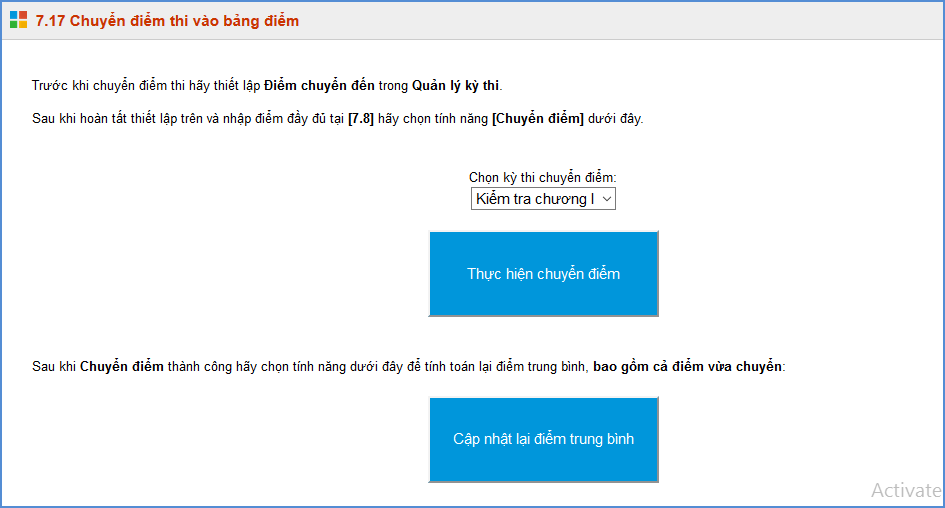 7.17 Chuyển điểm thi vào bảng điểm
Trước khi chuyển điểm thi hãy thiết lập Điểm chuyển đến trong Quản lý kỳ thi.
Sau khi hoàn tất thiết lập trên và nhập điểm đầy đủ tại [7.8] hãy chọn tính năng [Chuyển điểm] dưới đây.
Chọn kỳ thi chuyển điểm:
Kiểm tra chương I
Thực hiện chuyển điểm
Sau khi Chuyển điểm thành công hãy chọn tính năng dưới đây để tính toán lại điểm trung bình, bao gồm cả điểm vừa chuyển:
Cập nhật lại điểm trung bình
Activate